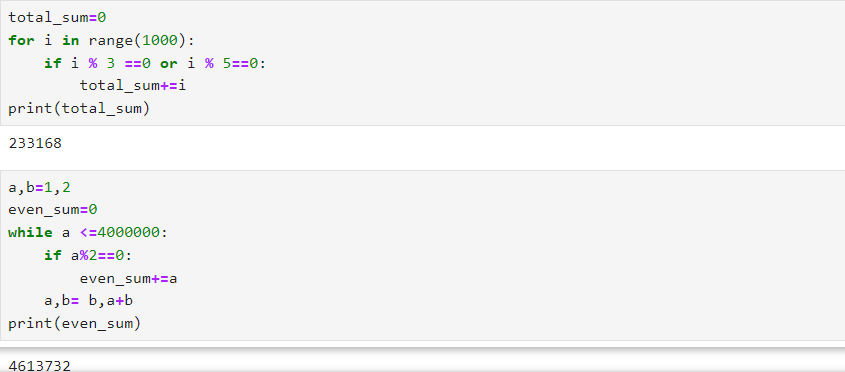 total_sum=0
for i in range(1000):
    if i % 3 ==0 or i % 5==0:
        total_sum+=i
print(total_sum)
233168
a,b=1,2
even_sum=0
while a <=4000000:
    if a%2==0:
        even_sum+=a
    a,b= b,a+b
print(even_sum)
4613732